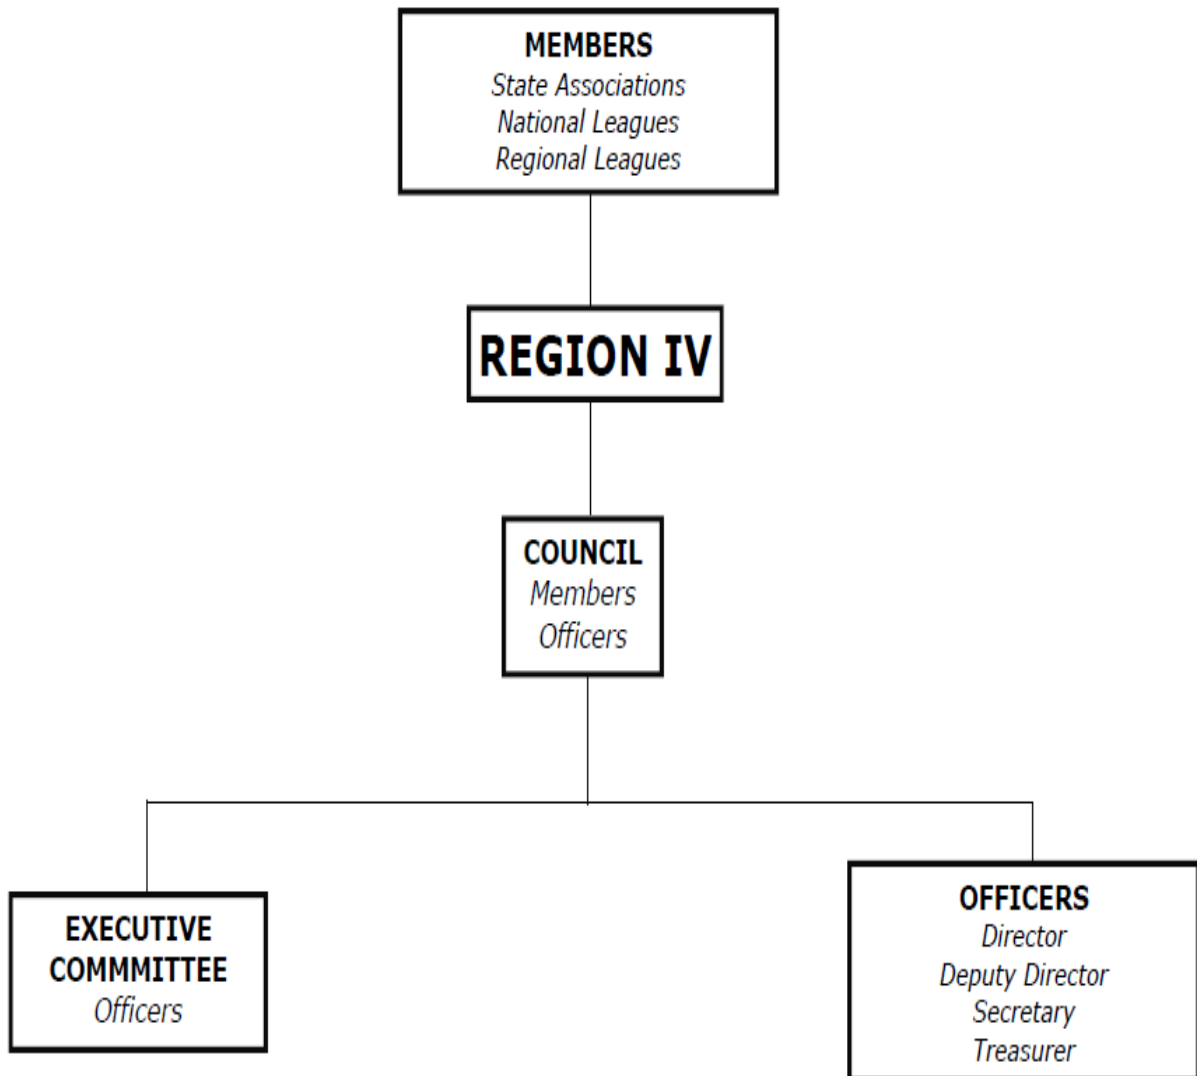 MEMBERS
State Associations
National Leagues
Regional Leagues
REGION IV
COUNCIL
Members
Officers
EXECUTIVE
COMMMITTEE
Officers
OFFICERS
Director
Deputy Director
Secretary
Treasurer